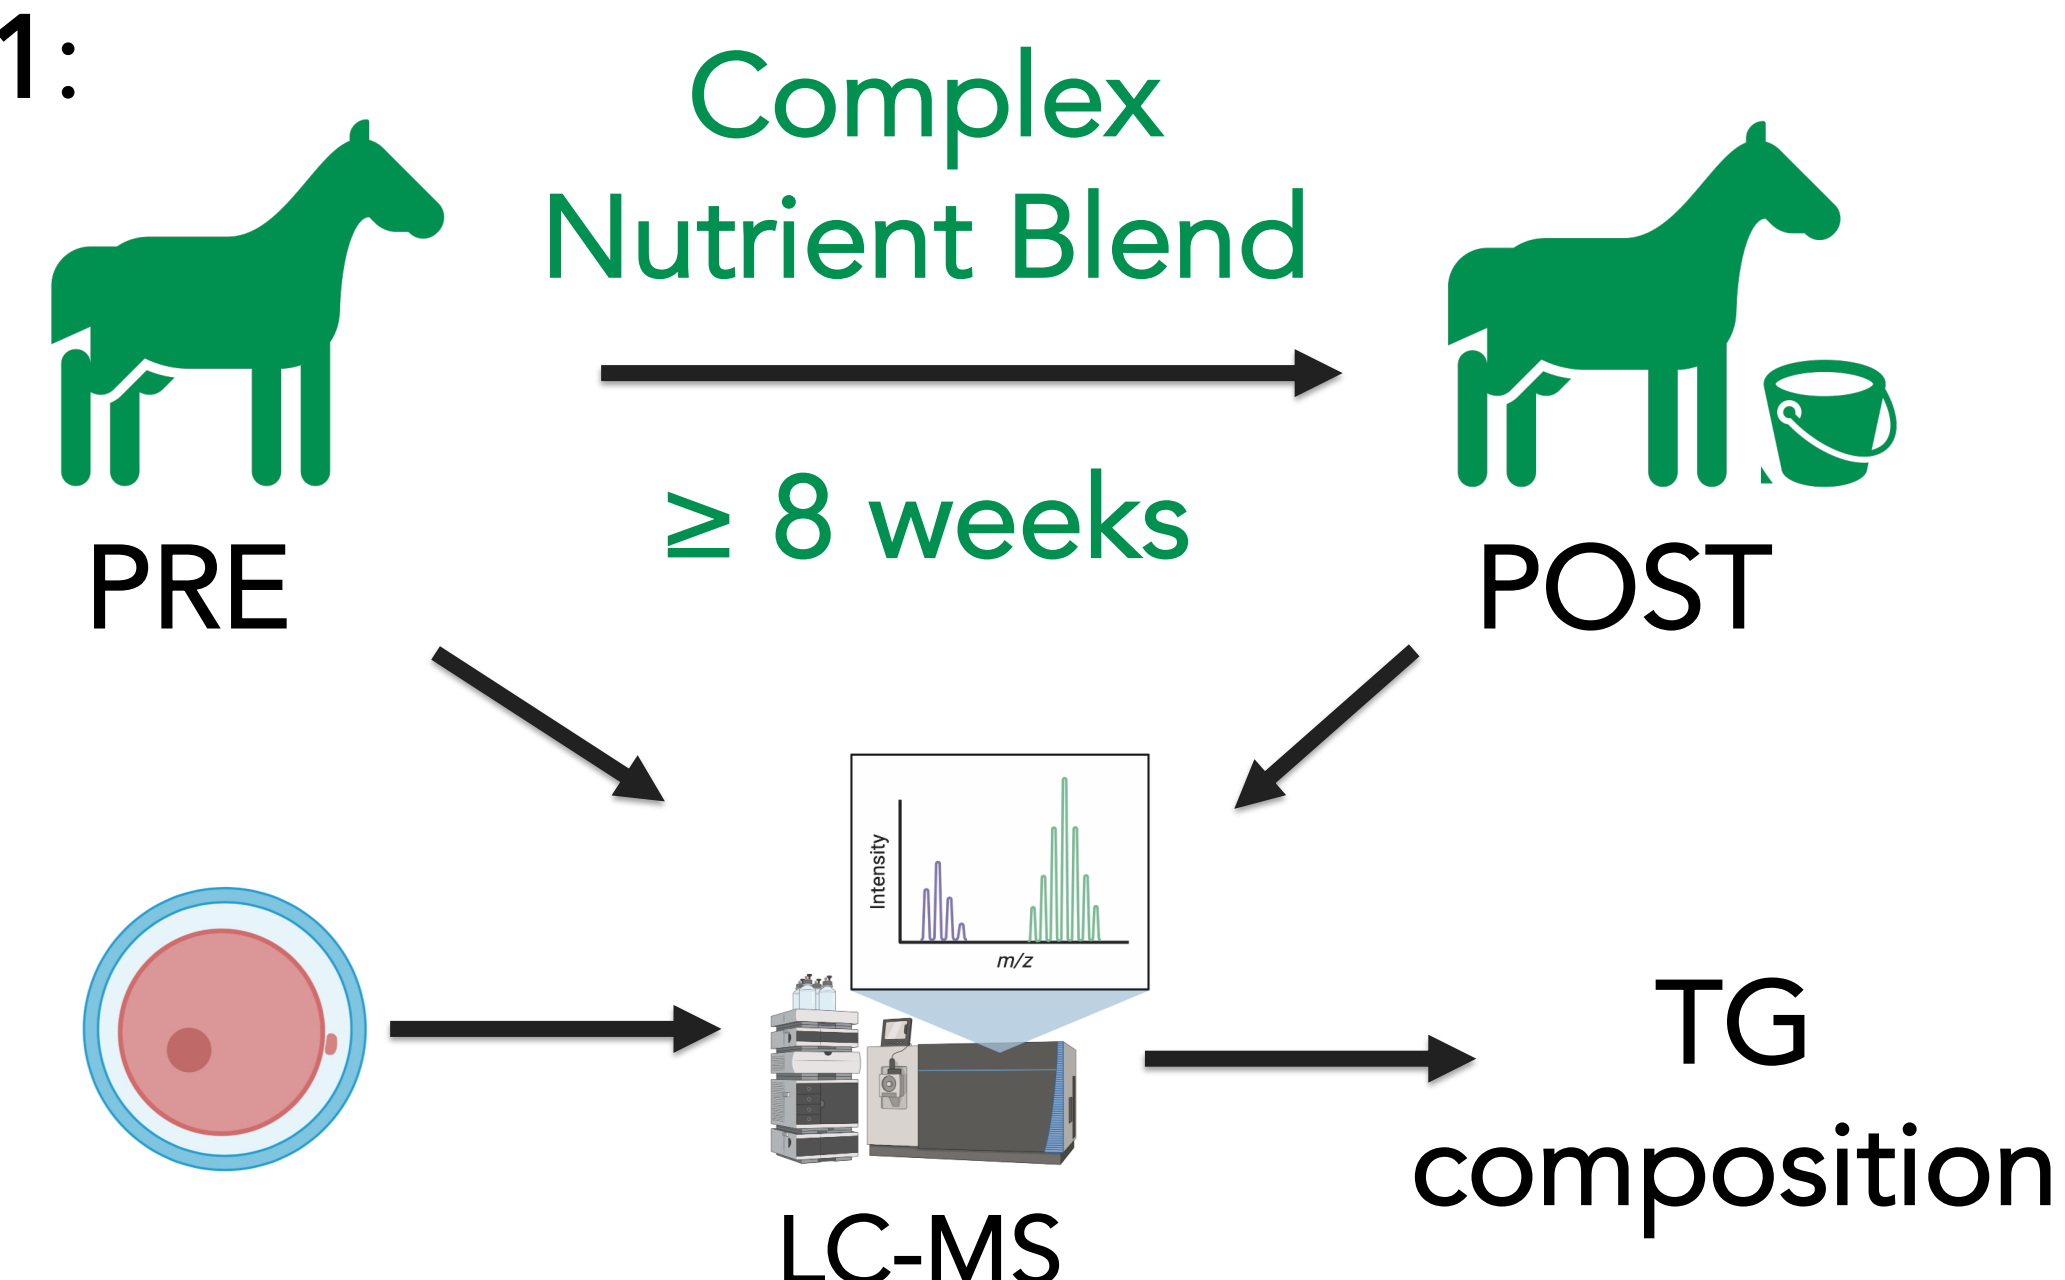 1:
Complex
Nutrient Blend
≥ 8 weeks
PRE
POST
Intensity
m/z
TG
composition
LC-MS